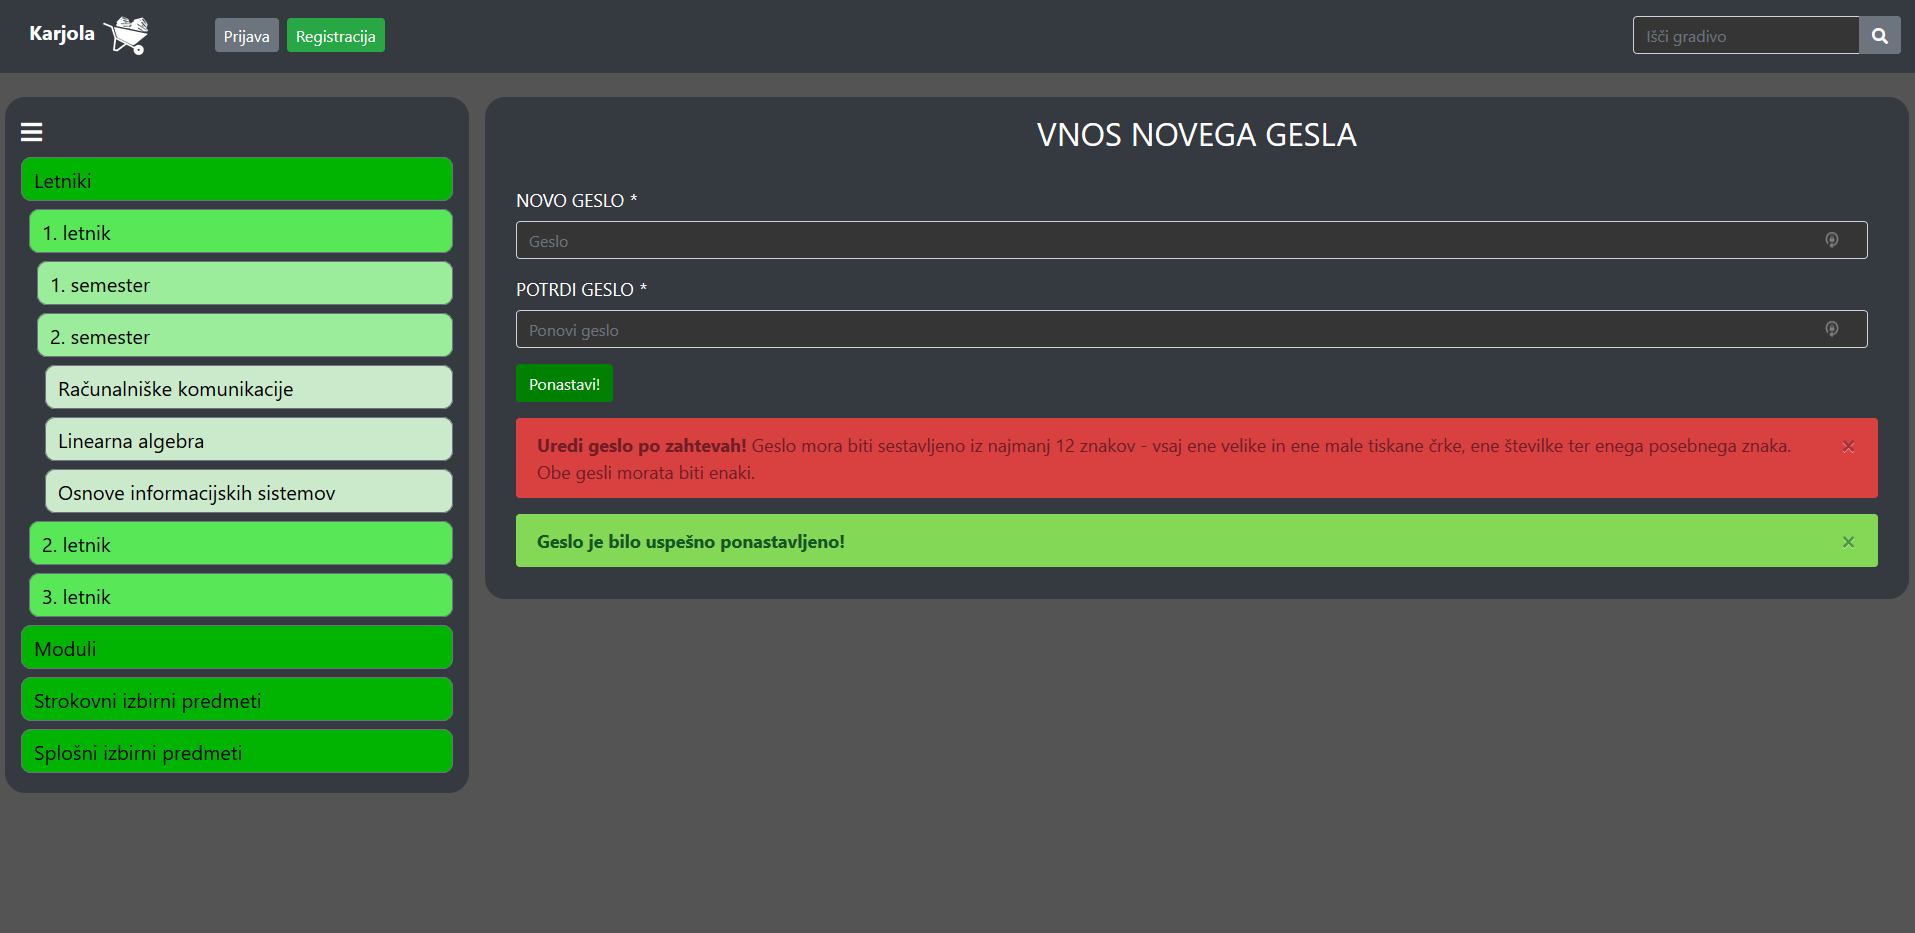 Karjola
Prijava
Registracija
Išči gradivo
Letniki
1. letnik
1. semester
2. semester
Računalniške komunikacije
Linearna algebra
Osnove informacijskih sistemov
2. letnik
3. letnik
Moduli
Strokovni izbirni predmeti
Splošni izbirni predmeti
VNOS NOVEGA GESLA
NOVO GESLO *
Geslo
POTRDI GESLO *
Ponovi geslo
Ponastavi!
Uredi geslo po zahtevah! Geslo mora biti sestavljeno iz najmanj 12 znakov - vsaj ene velike in ene male tiskane črke, ene številke ter enega posebnega znaka.
Obe gesli morata biti enaki.
×
Geslo je bilo uspešno ponastavljeno!
×